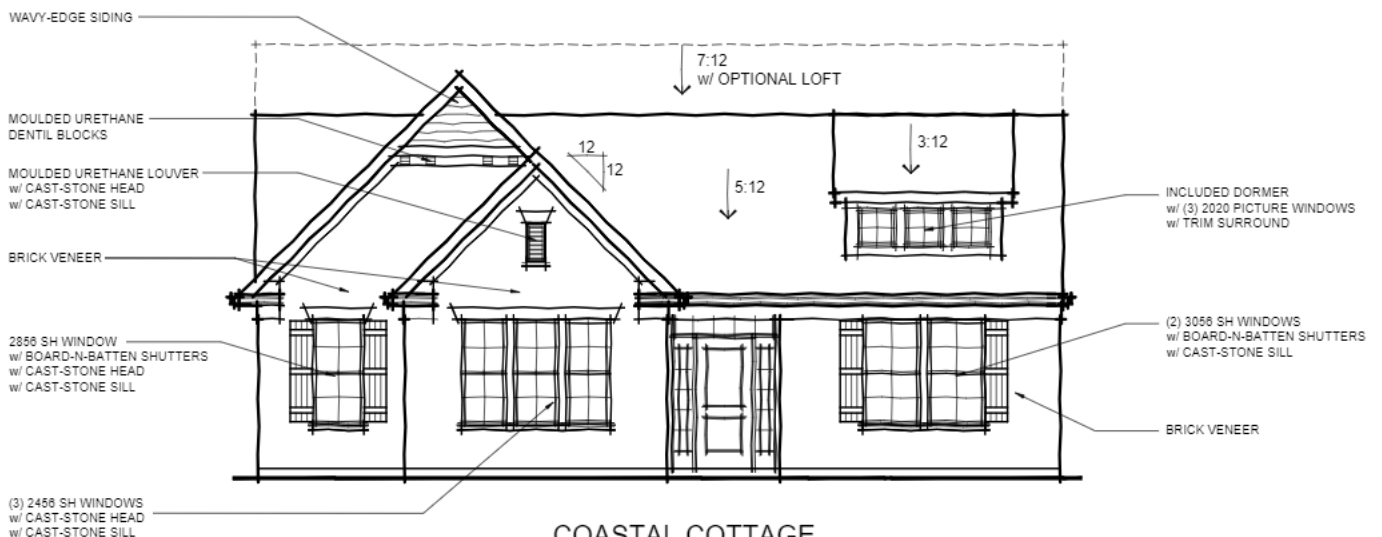 WAVY-EDGE SIDING
MOULDED URETHANE
DENTIL BLOCKS
MOULDED URETHANE LOUVER
w/ CAST-STONE HEAD
w/ CAST-STONE SILL
BRICK VENEER
2856 SH WINDOW
w/ BOARD-N-BATTEN SHUTTERS
w/ CAST-STONE HEAD
w/ CAST-STONE SILL
(3) 2456 SH WINDOWS
w/ CAST-STONE HEAD
w/ CAST-STONE SILL
7:12
w/ OPTIONAL LOFT
12
12
5:12
3:12
INCLUDED DORMER
w/ (3) 2020 PICTURE WINDOWS
w/ TRIM SURROUND
(2) 3056 SH WINDOWS
w/ BOARD-N-BATTEN SHUTTERS
w/ CAST-STONE SILL
BRICK VENEER
COASTAL COTTAGE